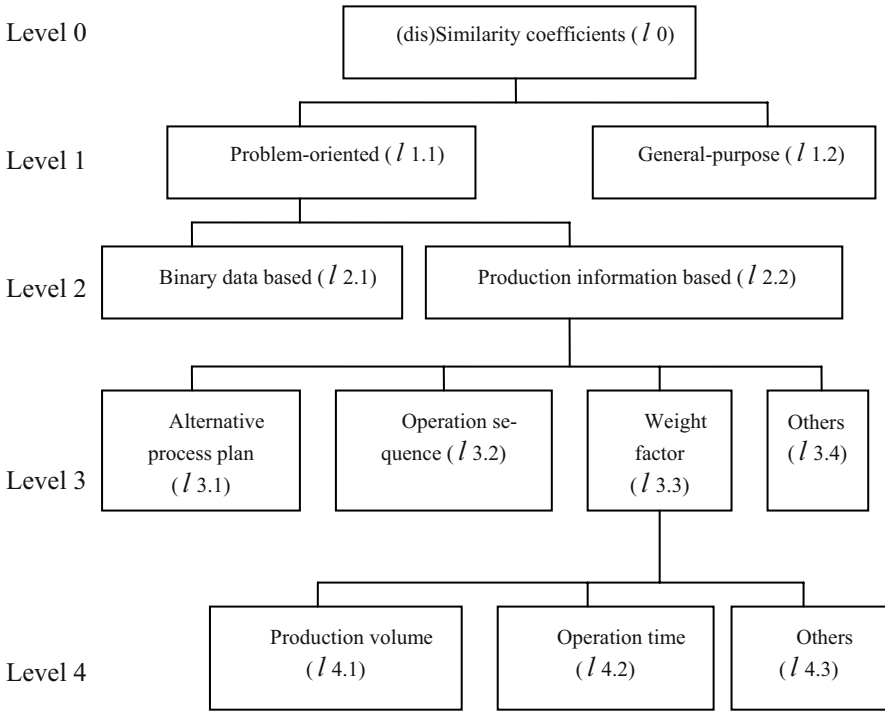 Level 0
(dis)Similarity coefficients (l 0)
Level 1
Problem-oriented (l 1.1)
General-purpose (l 1.2)
Level 2
Binary data based (l 2.1)
Production information based (l 2.2)
Level 3
Alternative
process plan
(l 3.1)
Operation se-
quence (l 3.2)
Weight
factor
(l 3.3)
Others
(l 3.4)
Level 4
Production volume
(l 4.1)
Operation time
(l 4.2)
Others
(l 4.3)